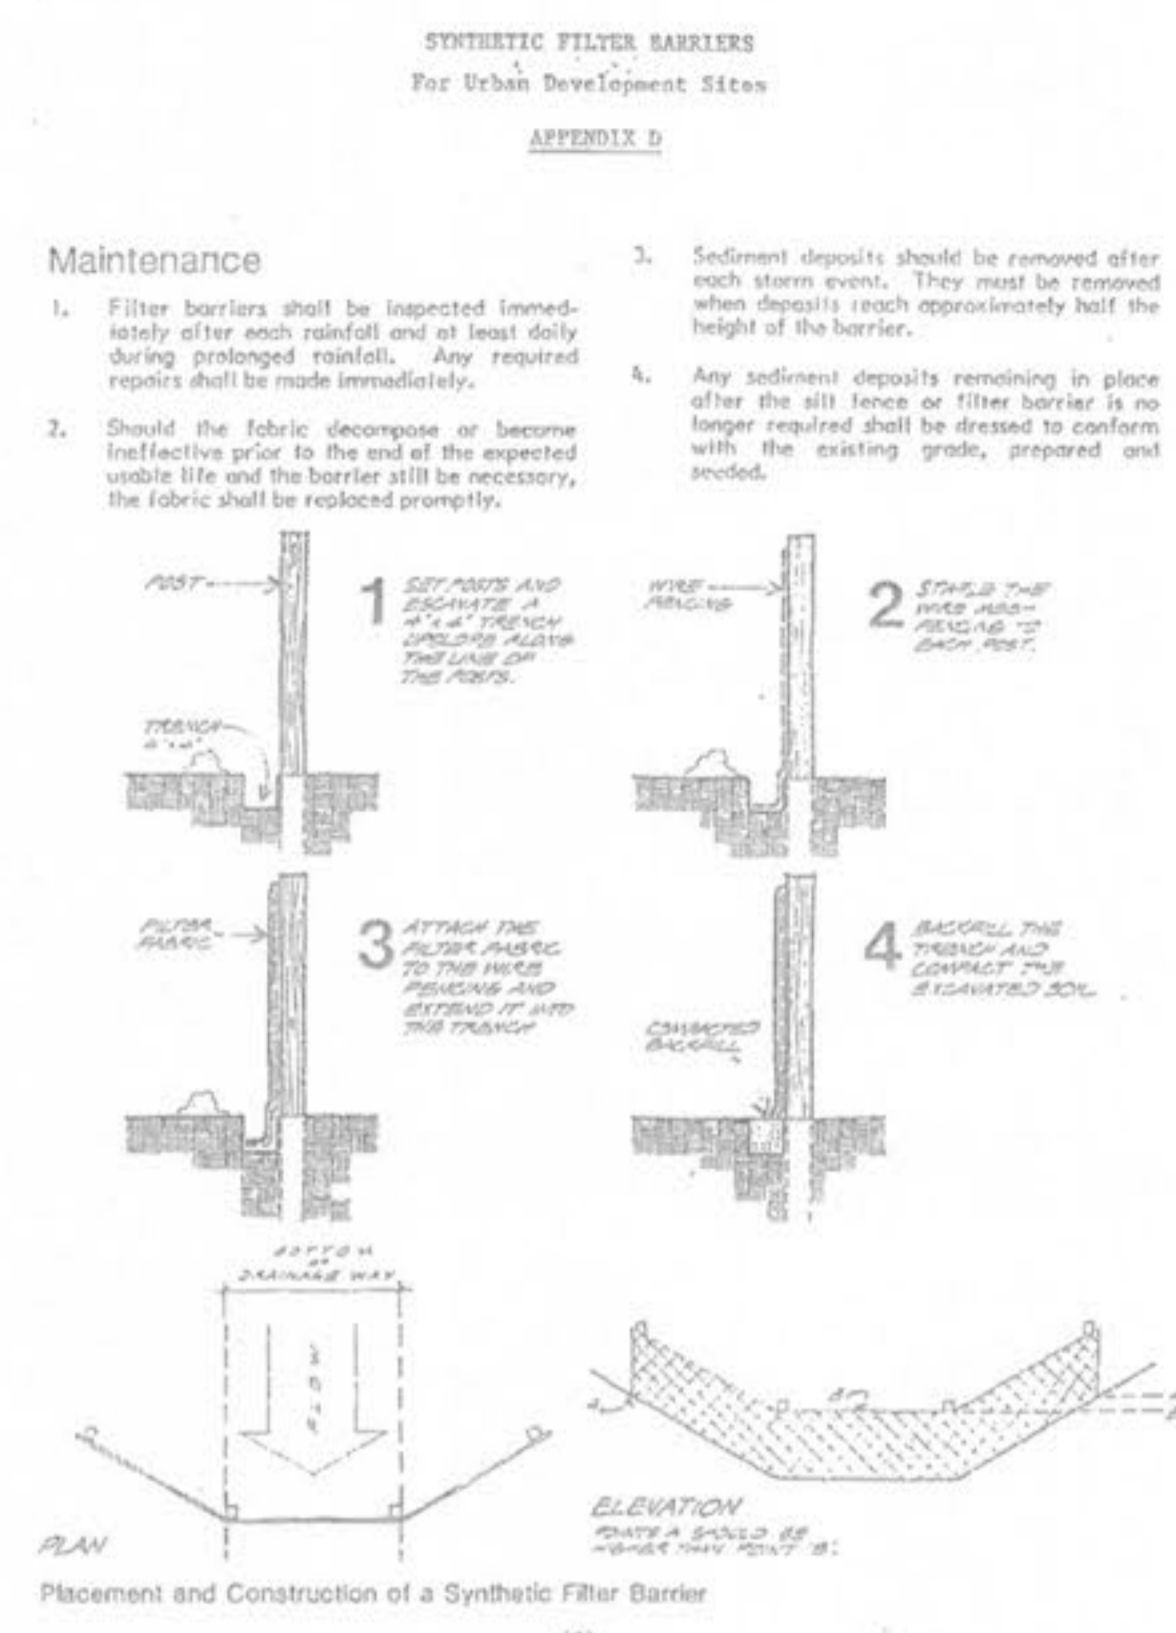 SYNTHETIC FILTER BARRIERS
For Urban Development Sites
APPENDIX D
Maintenance
1. Filter barriers shall be inspected immed-
iately after each rainfall and at least daily
during prolonged rainfall. Any required
repairs shall be made immediately.
2. Should the fabric decompose or become
ineffective prior to the end of the expected
usable life and the barrier still be necessary,
the fabric shall be replaced promptly.
3. Sediment deposits should be removed after
each storm event. They must be removed
when deposits reach approximately half the
height of the barrier.
4. Any sediment deposits remaining in place
after the silt fence or filter barrier is no
longer required shall be dressed to conform
with the existing grade, prepared and
seeded.
POST
1 SET POSTS AND
EXCAVATE A
4"x4" TRENCH
UPSLOPE ALONG
THE LINE OF
THE POSTS.
TRENCH
4"x4"
WIRE
FENCING
2 STAPLE THE
WIRE MESH
FENCING TO
EACH POST.
FILTER
FABRIC
3 ATTACH THE
FILTER FABRIC
TO THE WIRE
FENCING AND
EXTEND IT INTO
THE TRENCH
4 BACKFILL THE
TRENCH AND
COMPACT THE
EXCAVATED SOIL
COMPACTED
BACKFILL
BOTTOM
OF
DRAINAGE WAY
FLOW
PLAN
ELEVATION
POINTS A SHOULD BE
HIGHER THAN POINT 'B'.
Placement and Construction of a Synthetic Filter Barrier